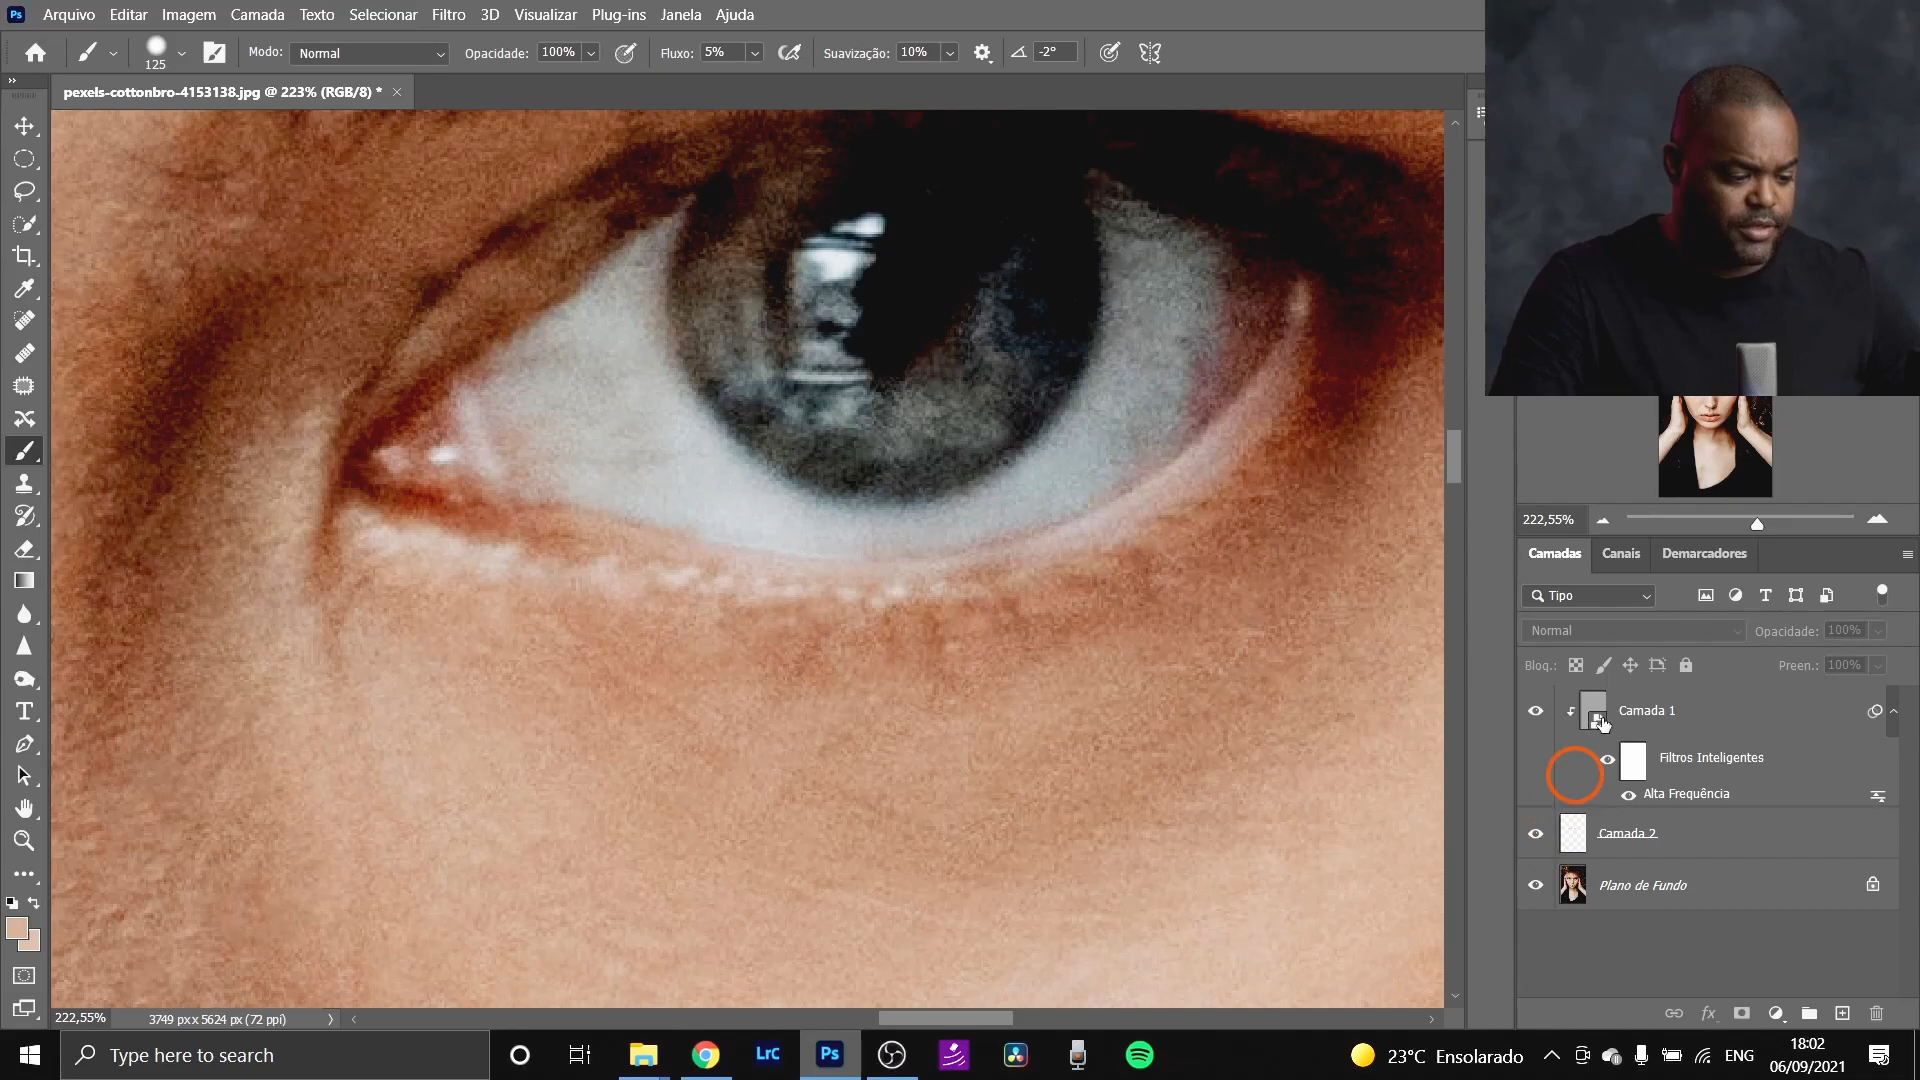 Ps Arquivo Editar Imagem Camada Texto Selecionar Filtro 3D Visualizar Plug-ins Janela Ajuda
125 Modo: Normal Opacidade: 100% Fluxo: 5% Suavização: 10% -2°
pexels-cottonbro-4153138.jpg @ 223% (RGB/8) * ×
222,55%
Camadas Canais Demarcadores
Tipo
Normal Opacidade: 100%
Bloq.: Preen.: 100%
Camada 1
Filtros Inteligentes
Alta Frequência
Camada 2
Plano de Fundo
fx
222,55% 3749 px x 5624 px (72 ppi)
Type here to search LrC Ps 23°C Ensolarado ENG 18:02
06/09/2021